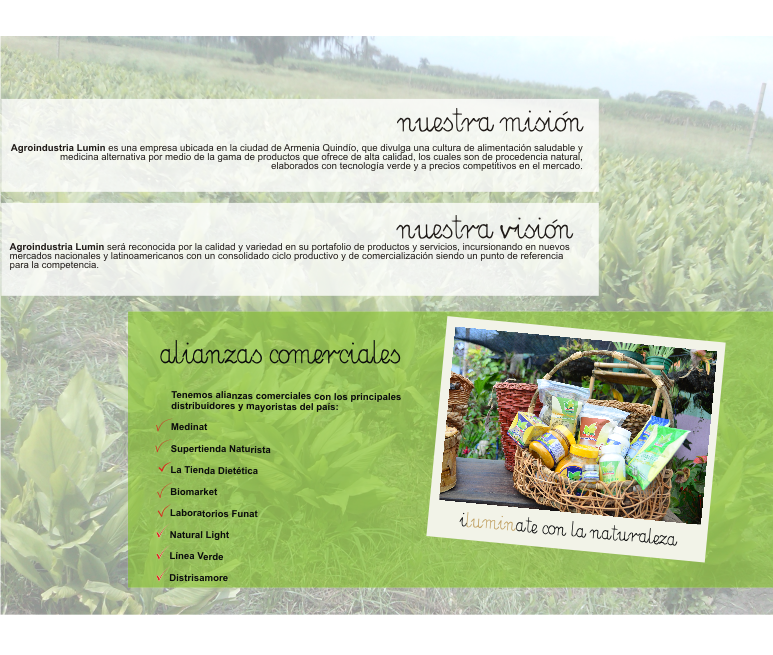 nuestra misión
Agroindustria Lumin es una empresa ubicada en la ciudad de Armenia Quindío, que divulga una cultura de alimentación saludable y
medicina alternativa por medio de la gama de productos que ofrece de alta calidad, los cuales son de procedencia natural,
elaborados con tecnología verde y a precios competitivos en el mercado.
nuestra visión
Agroindustria Lumin será reconocida por la calidad y variedad en su portafolio de productos y servicios, incursionando en nuevos
mercados nacionales y latinoamericanos con un consolidado ciclo productivo y de comercialización siendo un punto de referencia
para la competencia.
alianzas comerciales
Tenemos alianzas comerciales con los principales
distribuidores y mayoristas del país:
Medinat
Supertienda Naturista
La Tienda Dietética
Biomarket
Laboratorios Funat
Natural Light
Línea Verde
Distrisamore
iluminate con la naturaleza